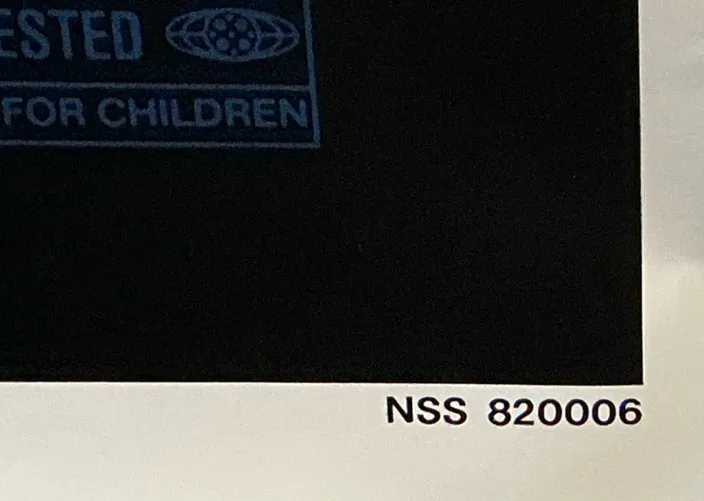 ESTED
FOR CHILDREN
NSS 820006